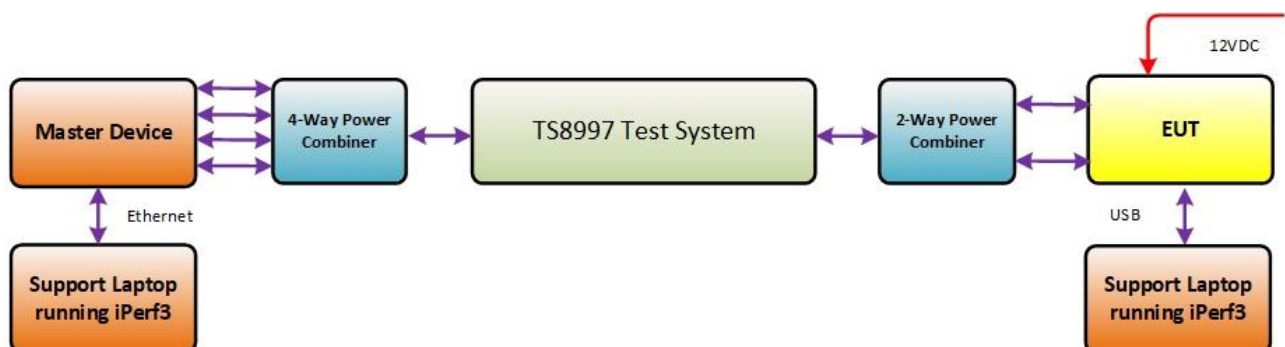 12VDC
Master Device
4-Way Power
Combiner
TS8997 Test System
2-Way Power
Combiner
EUT
Ethernet
USB
Support Laptop
running iPerf3
Support Laptop
running iPerf3